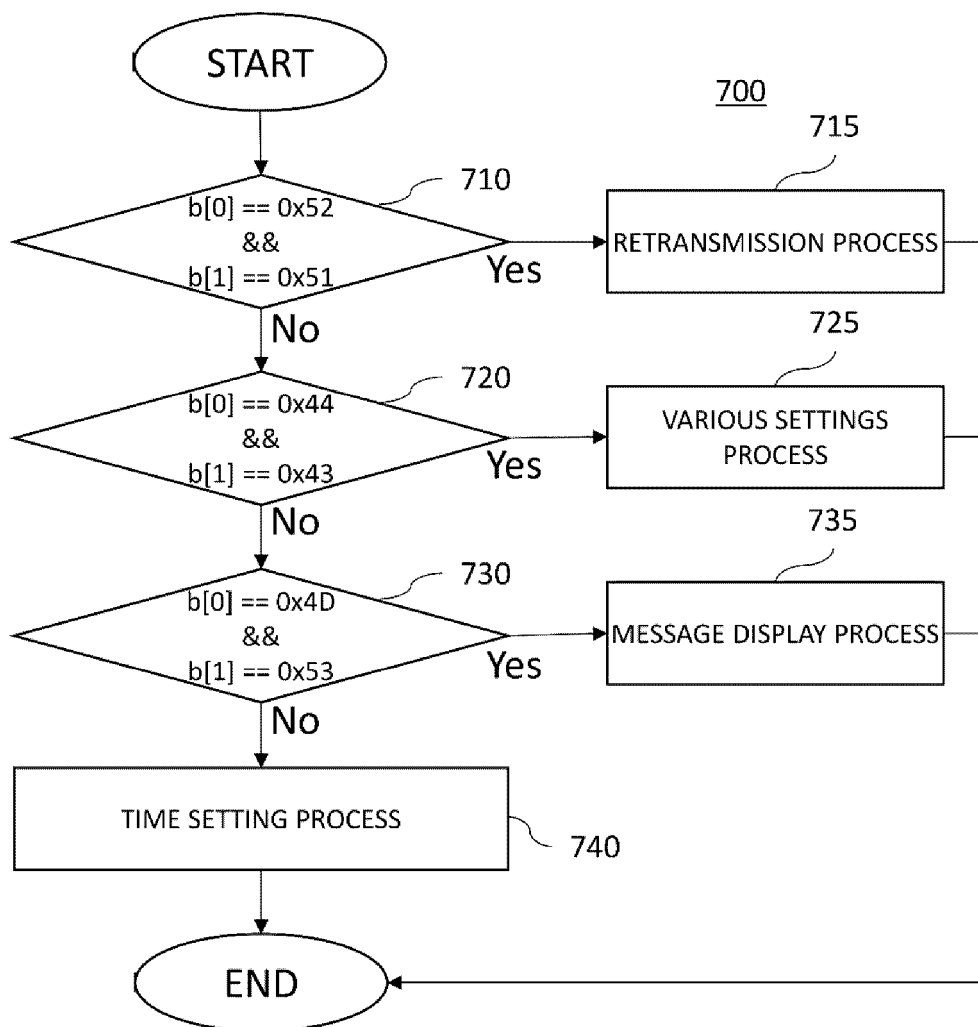 START
700
710
b[0] == 0x52
&&
b[1] == 0x51
Yes
No
715
RETRANSMISSION PROCESS
720
b[0] == 0x44
&&
b[1] == 0x43
Yes
No
725
VARIOUS SETTINGS
PROCESS
730
b[0] == 0x4D
&&
b[1] == 0x53
Yes
No
735
MESSAGE DISPLAY PROCESS
TIME SETTING PROCESS
740
END